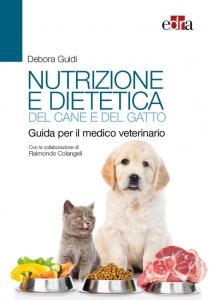 edra
Debora Guidi
NUTRIZIONE
E DIETETICA
DEL CANE E DEL GATTO
Guida per il medico veterinario
Con la collaborazione di
Raimondo Colangeli